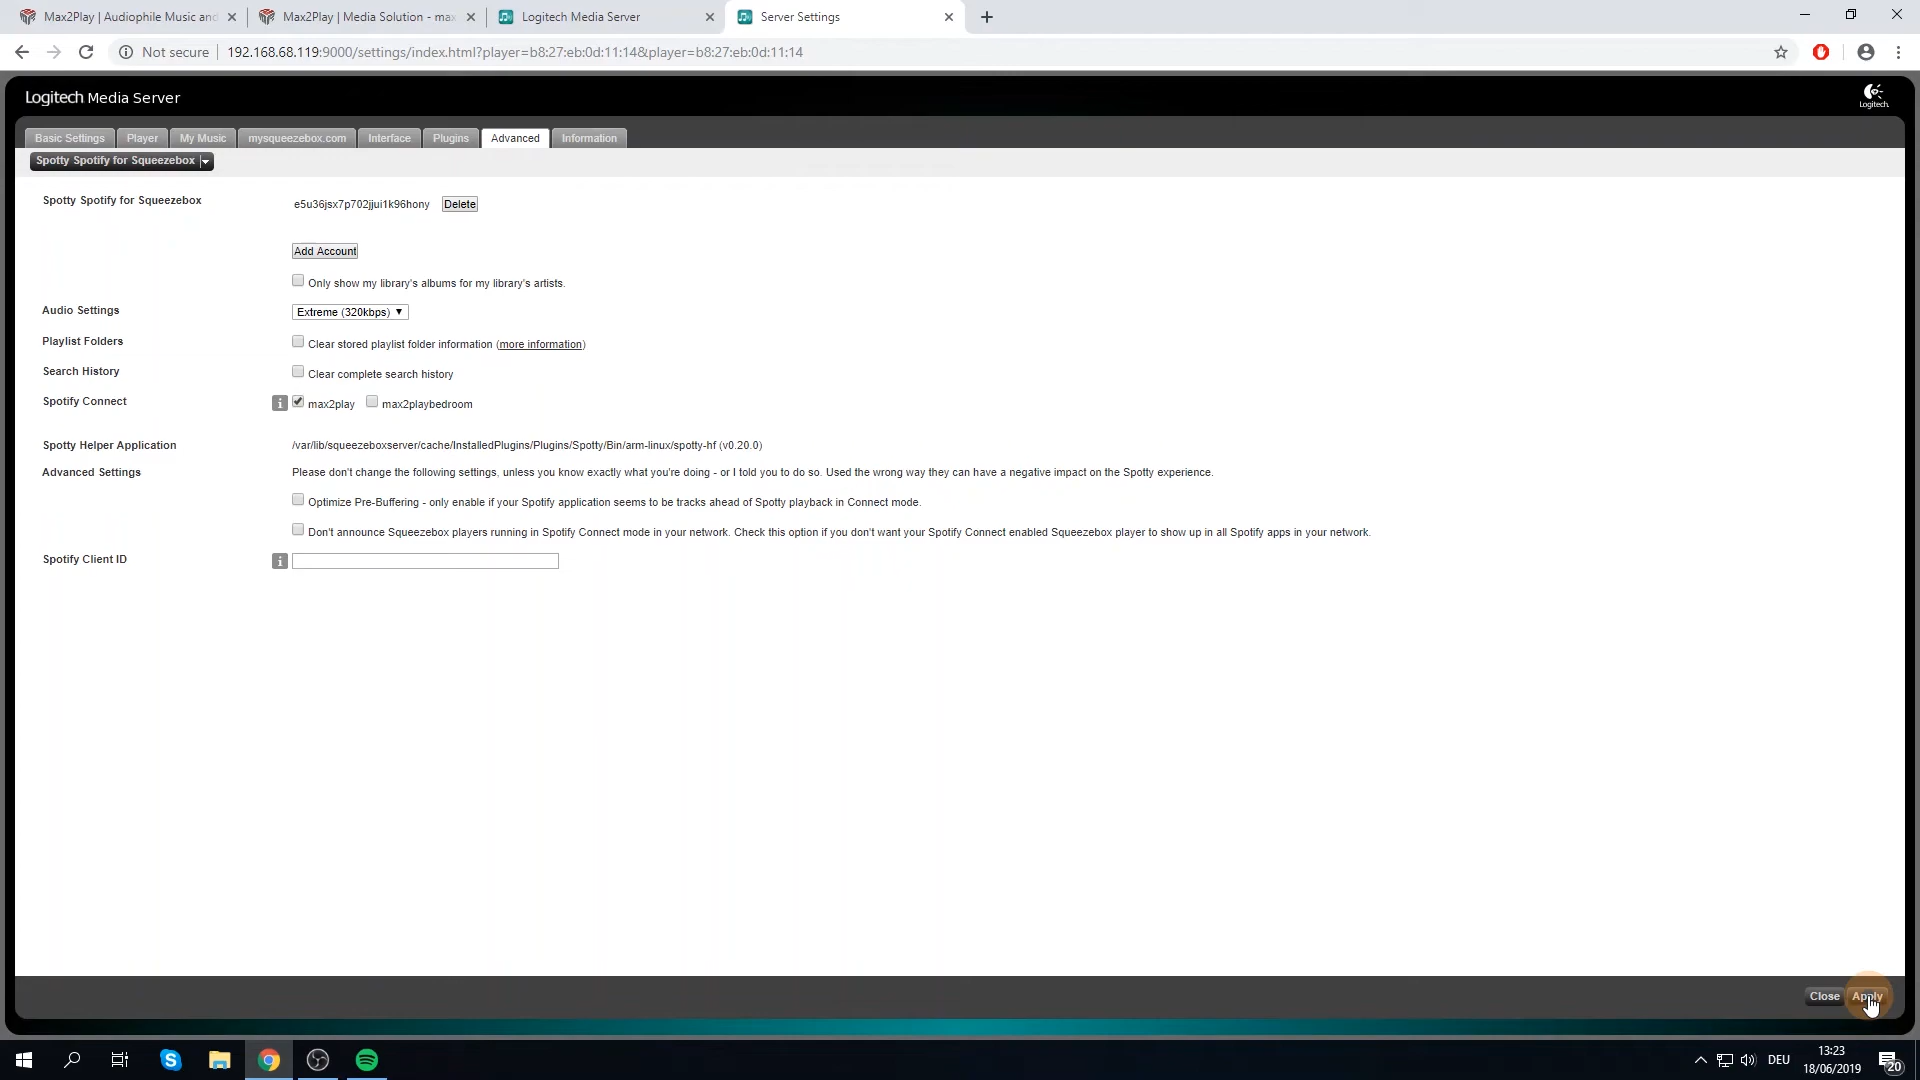 Max2Play | Audiophile Music and
Max2Play | Media Solution - max
Logitech Media Server
Server Settings
Not secure
192.168.68.119:9000/settings/index.html?player=b8:27:eb:0d:11:14&player=b8:27:eb:0d:11:14
Logitech Media Server
Logitech
Basic Settings Player My Music mysqueezebox.com Interface Plugins Advanced Information
Spotty Spotify for Squeezebox
Spotty Spotify for Squeezebox e5u36jsx7p702jjui1k96hony Delete
Add Account
Only show my library's albums for my library's artists.
Audio Settings Extreme (320kbps)
Playlist Folders Clear stored playlist folder information (more information)
Search History Clear complete search history
Spotify Connect i max2play max2playbedroom
Spotty Helper Application /var/lib/squeezeboxserver/cache/InstalledPlugins/Plugins/Spotty/Bin/arm-linux/spotty-hf (v0.20.0)
Advanced Settings Please don't change the following settings, unless you know exactly what you're doing - or I told you to do so. Used the wrong way they can have a negative impact on the Spotty experience.
Optimize Pre-Buffering - only enable if your Spotify application seems to be tracks ahead of Spotty playback in Connect mode.
Don't announce Squeezebox players running in Spotify Connect mode in your network. Check this option if you don't want your Spotify Connect enabled Squeezebox player to show up in all Spotify apps in your network.
Spotify Client ID i
Close Apply
DEU
13:23
18/06/2019
20